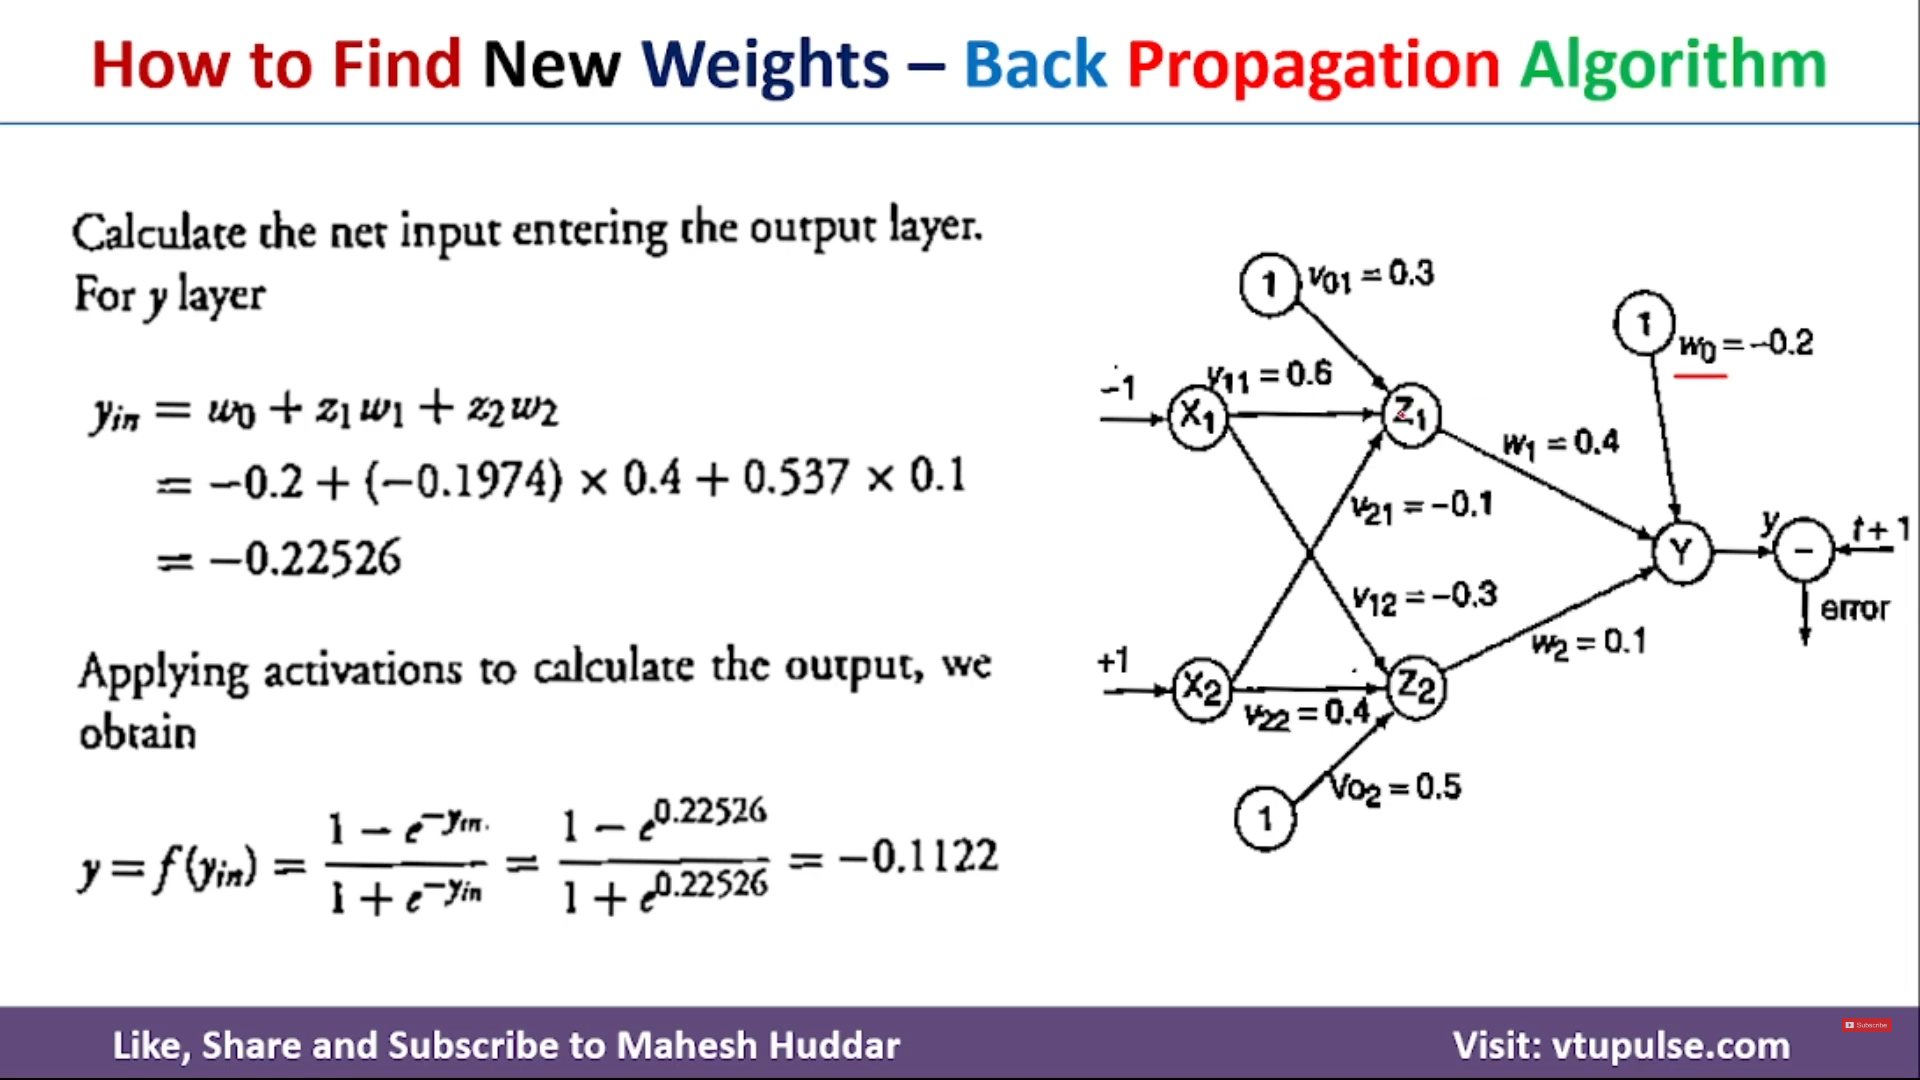 How to Find New Weights – Back Propagation Algorithm
Calculate the net input entering the output layer.
For y layer
y_in = w0 + z1w1 + z2w2
= −0.2 + (−0.1974) × 0.4 + 0.537 × 0.1
= −0.22526
Applying activations to calculate the output, we
obtain
y = f(y_in) = (1 − e^−y_in) / (1 + e^−y_in) = (1 − e^0.22526) / (1 + e^0.22526) = −0.1122
1
v01 = 0.3
1
w0 = −0.2
−1
v11 = 0.6
X1
Z1
w1 = 0.4
v21 = −0.1
y
t+1
Y
−
v12 = −0.3
error
w2 = 0.1
+1
X2
Z2
v22 = 0.4
Vo2 = 0.5
1
Subscribe
Like, Share and Subscribe to Mahesh Huddar
Visit: vtupulse.com